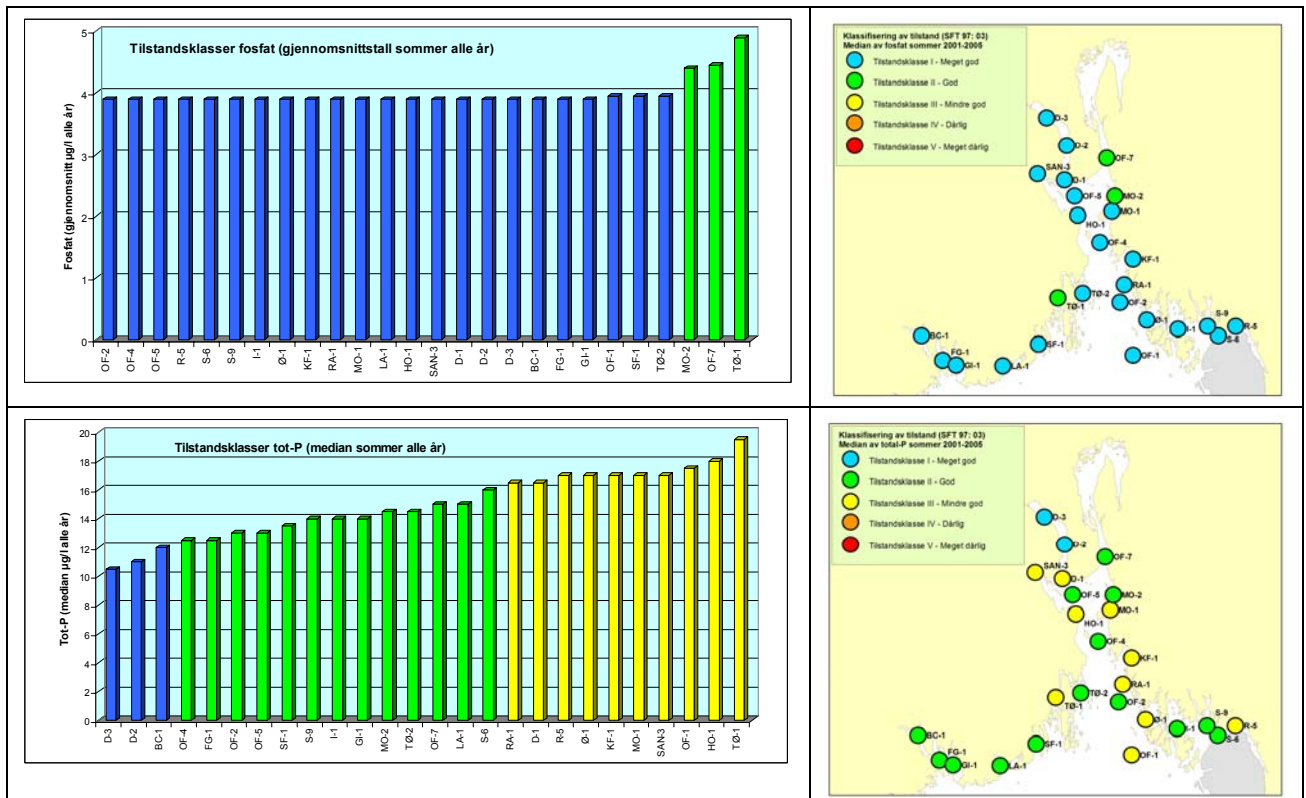 Tilstandsklasser fosfat (gjennomsnittstall sommer alle år)
Fosfat (gjennomsnitt µg/l alle år)
5
4
3
2
1
0
OF-2
OF-4
OF-5
R-5
S-6
S-9
I-1
Ø-1
KF-1
RA-1
MO-1
LA-1
HO-1
SAN-3
D-1
D-2
D-3
BC-1
FG-1
GI-1
OF-1
SF-1
TØ-2
MO-2
OF-7
TØ-1
Klassifisering av tilstand (SFT 97: 03)
Median av fosfat sommer 2001-2005
Tilstandsklasse I - Meget god
Tilstandsklasse II - God
Tilstandsklasse III - Mindre god
Tilstandsklasse IV - Dårlig
Tilstandsklasse V - Meget dårlig
D-3
D-2
OF-7
SAN-3
D-1
OF-5
MO-2
MO-1
HO-1
OF-4
KF-1
RA-1
TØ-2
TØ-1
OF-2
Ø-1
S-9
I-1
R-5
S-6
BC-1
SF-1
OF-1
FG-1
GI-1
LA-1
Tilstandsklasser tot-P (median sommer alle år)
Tot-P (median µg/l alle år)
20
18
16
14
12
10
8
6
4
2
0
D-3
D-2
BC-1
OF-4
FG-1
OF-2
OF-5
SF-1
S-9
I-1
GI-1
MO-2
TØ-2
OF-7
LA-1
S-6
RA-1
D-1
R-5
Ø-1
KF-1
MO-1
SAN3
OF-1
HO-1
TØ-1
Klassifisering av tilstand (SFT 97: 03)
Median av total-P sommer 2001-2005
Tilstandsklasse I - Meget god
Tilstandsklasse II - God
Tilstandsklasse III - Mindre god
Tilstandsklasse IV - Dårlig
Tilstandsklasse V - Meget dårlig
D-3
D-2
OF-7
SAN-3
D-1
OF-5
MO-2
MO-1
HO-1
OF-4
KF-1
RA-1
TØ-2
TØ-1
OF-2
Ø-1
S-9
I-1
R-5
S-6
BC-1
SF-1
OF-1
FG-1
GI-1
LA-1